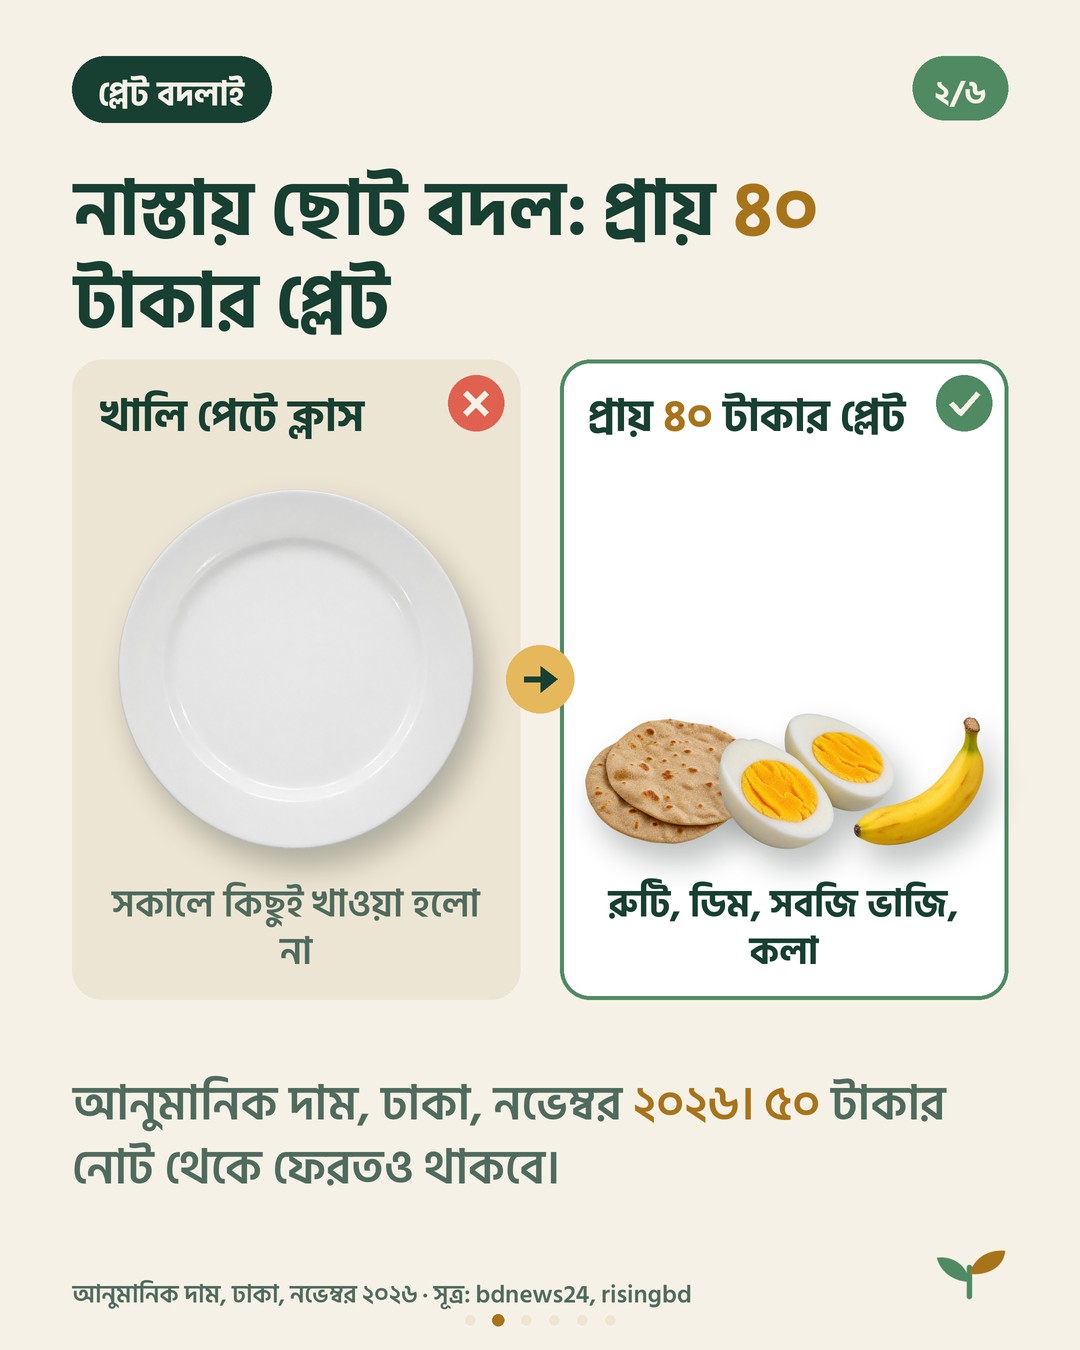 প্লেট বদলাই
২/৬
নাস্তায় ছোট বদল: প্রায় ৪০
টাকার প্লেট
খালি পেটে ক্লাস
প্রায় ৪০ টাকার প্লেট
সকালে কিছুই খাওয়া হলো
না
রুটি, ডিম, সবজি ভাজি,
কলা
আনুমানিক দাম, ঢাকা, নভেম্বর ২০২৬। ৫০ টাকার
নোট থেকে ফেরতও থাকবে।
আনুমানিক দাম, ঢাকা, নভেম্বর ২০২৬ · সূত্র: bdnews24, risingbd